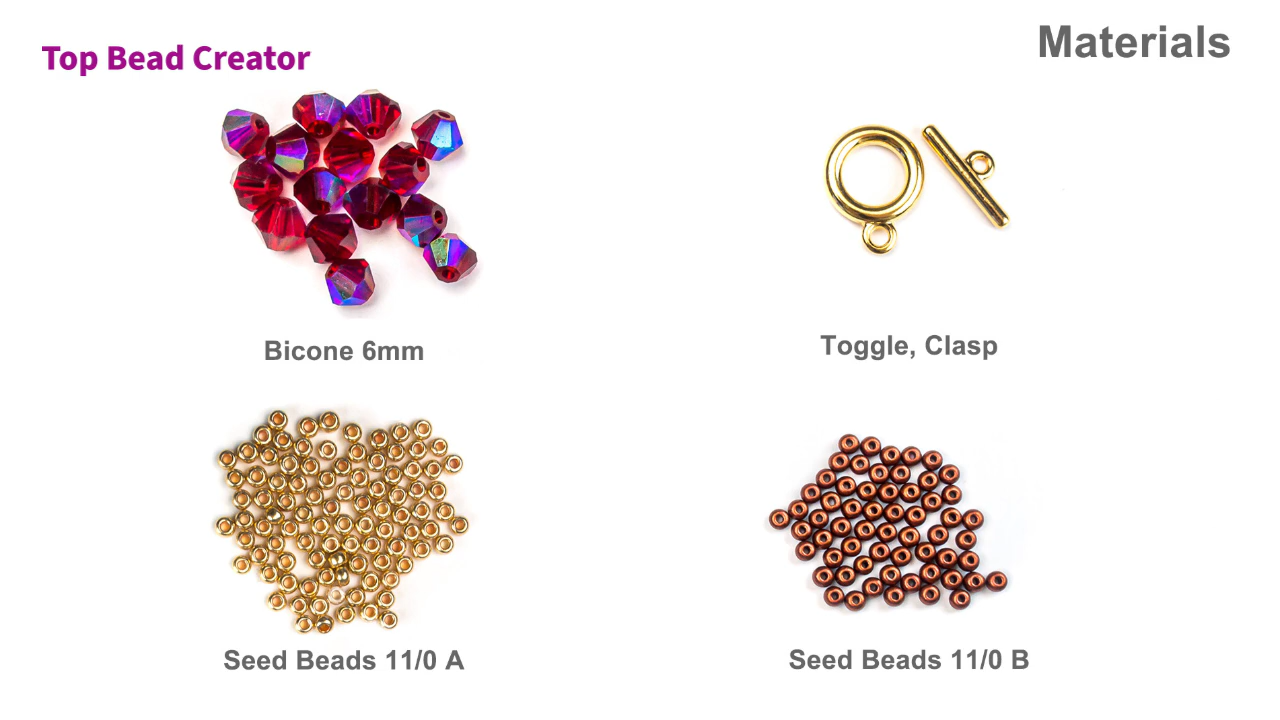 Top Bead Creator
Materials
Bicone 6mm
Toggle, Clasp
Seed Beads 11/0 A
Seed Beads 11/0 B